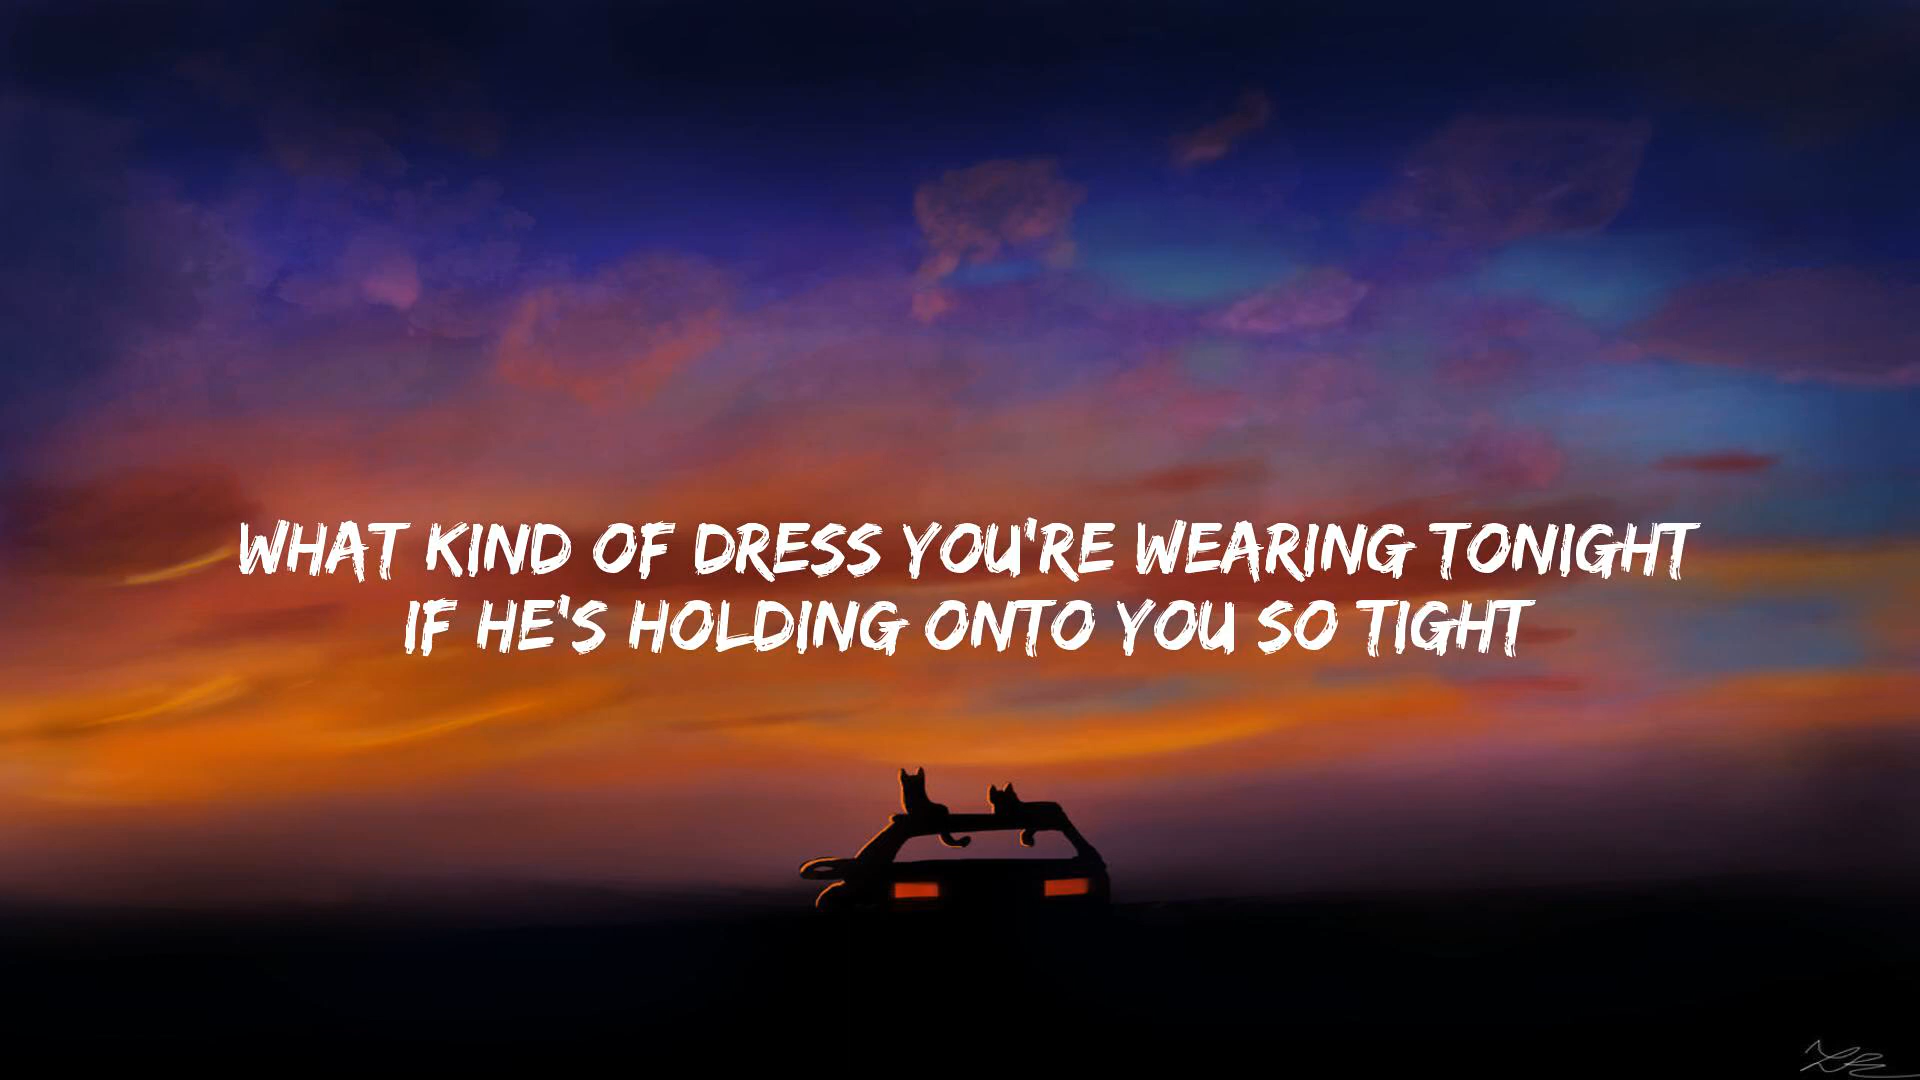 WHAT KIND OF DRESS YOU'RE WEARING TONIGHT
IF HE'S HOLDING ONTO YOU SO TIGHT